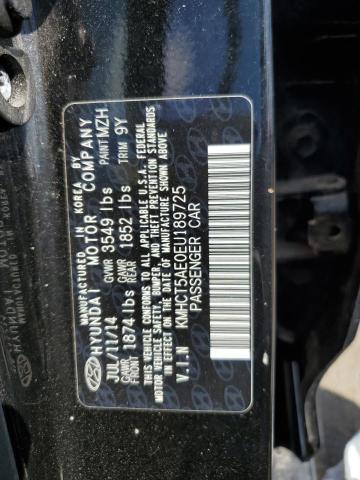 MANUFACTURED IN KOREA BY
HYUNDAI MOTOR COMPANY
JUL/11/14 GVWR 3549 lbs PAINT MZH
GAWR FRONT 1874 lbs GAWR REAR 1852 lbs TRIM 9Y
THIS VEHICLE CONFORMS TO ALL APPLICABLE U.S.A. FEDERAL
MOTOR VEHICLE SAFETY, BUMPER, AND THEFT PREVENTION STANDARDS
IN EFFECT ON THE DATE OF MANUFACTURE SHOWN ABOVE.
V.I.N KMHCT5AE0EU189725
PASSENGER CAR